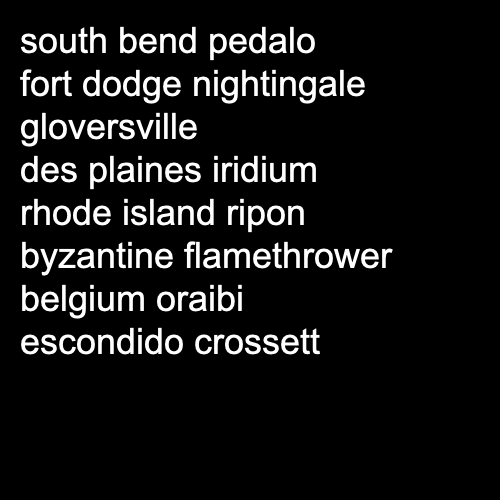 south bend pedalo
fort dodge nightingale
gloversville
des plaines iridium
rhode island ripon
byzantine flamethrower
belgium oraibi
escondido crossett